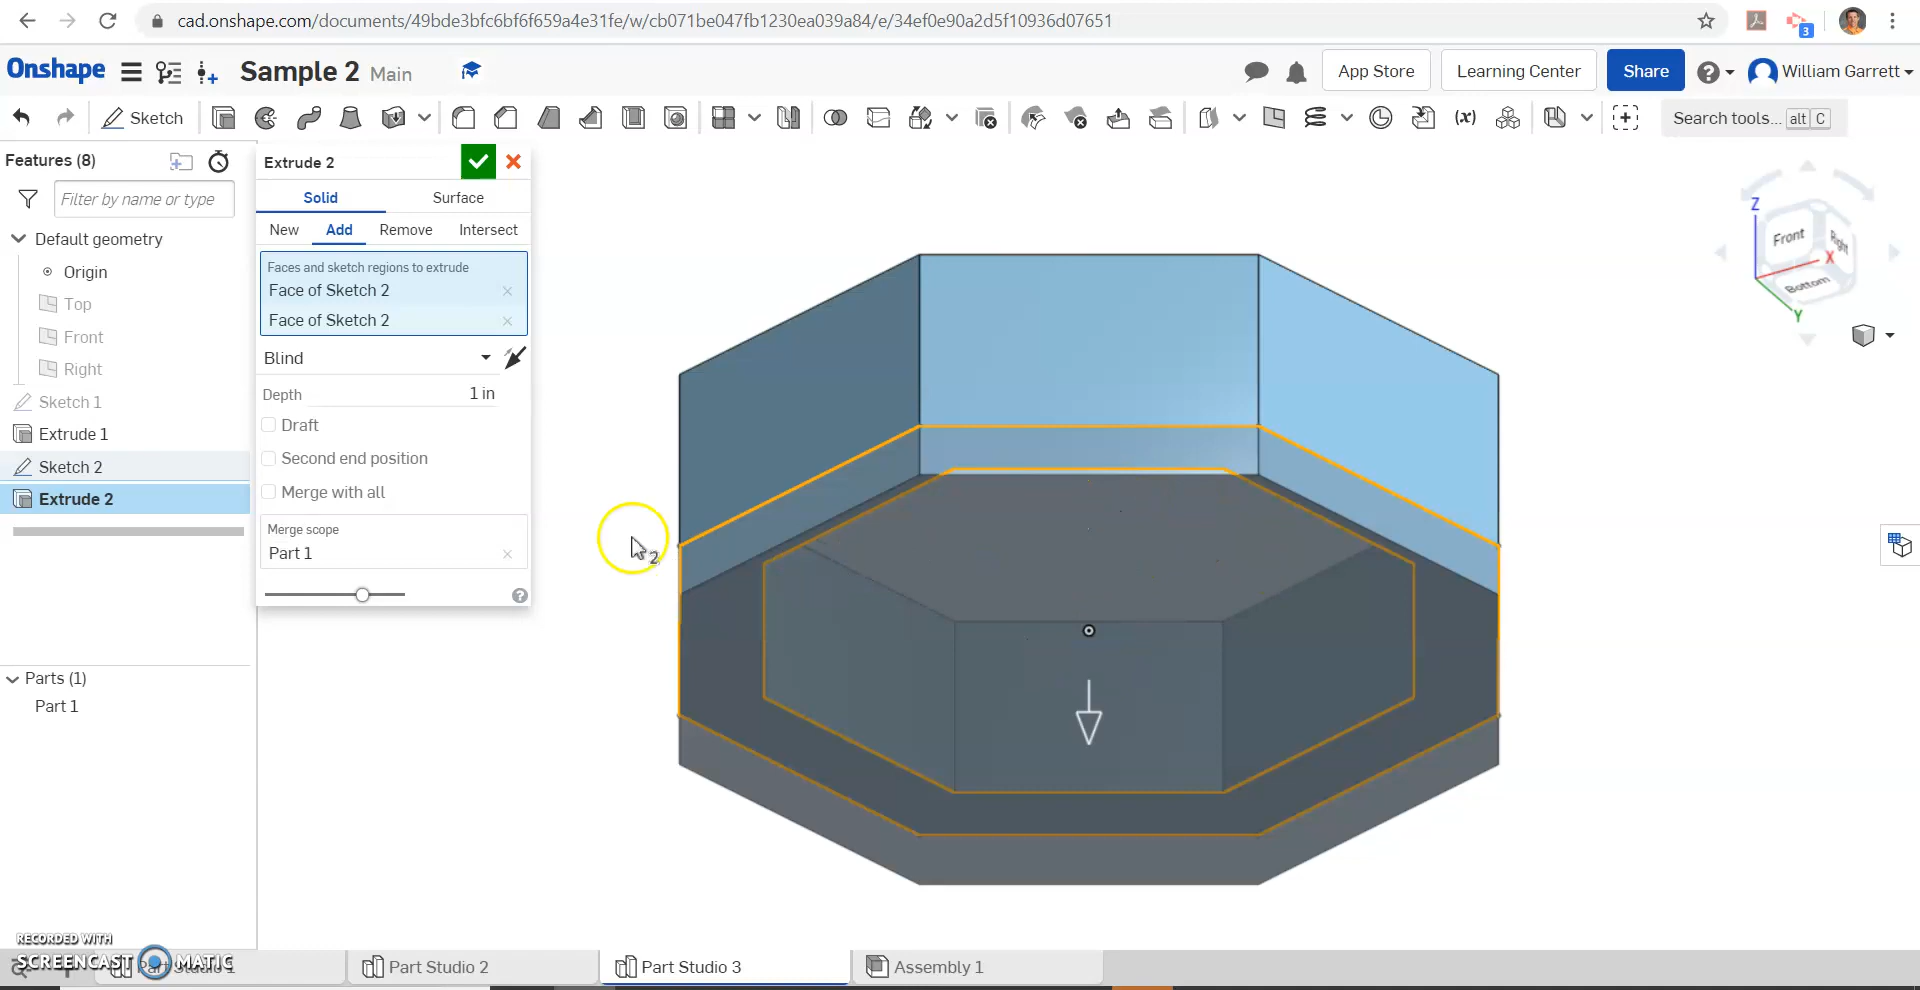 cad.onshape.com/documents/49bde3bfc6bf6f659a4e31fe/w/cb071be047fb1230ea039a84/e/34ef0e90a2d5f10936d07651
3
Onshape
Sample 2 Main
App Store
Learning Center
Share
William Garrett
Sketch
(x)
Search tools... alt C
Features (8)
Filter by name or type
Default geometry
Origin
Top
Front
Right
Sketch 1
Extrude 1
Sketch 2
Extrude 2
Parts (1)
Part 1
Extrude 2
Solid Surface
New Add Remove Intersect
Faces and sketch regions to extrude
Face of Sketch 2
Face of Sketch 2
Blind
Depth 1 in
Draft
Second end position
Merge with all
Merge scope
Part 1
2
Z
Front
Right
X
Bottom
Y
RECORDED WITH
SCREENCAST MATIC
Part Studio 1
Part Studio 2
Part Studio 3
Assembly 1